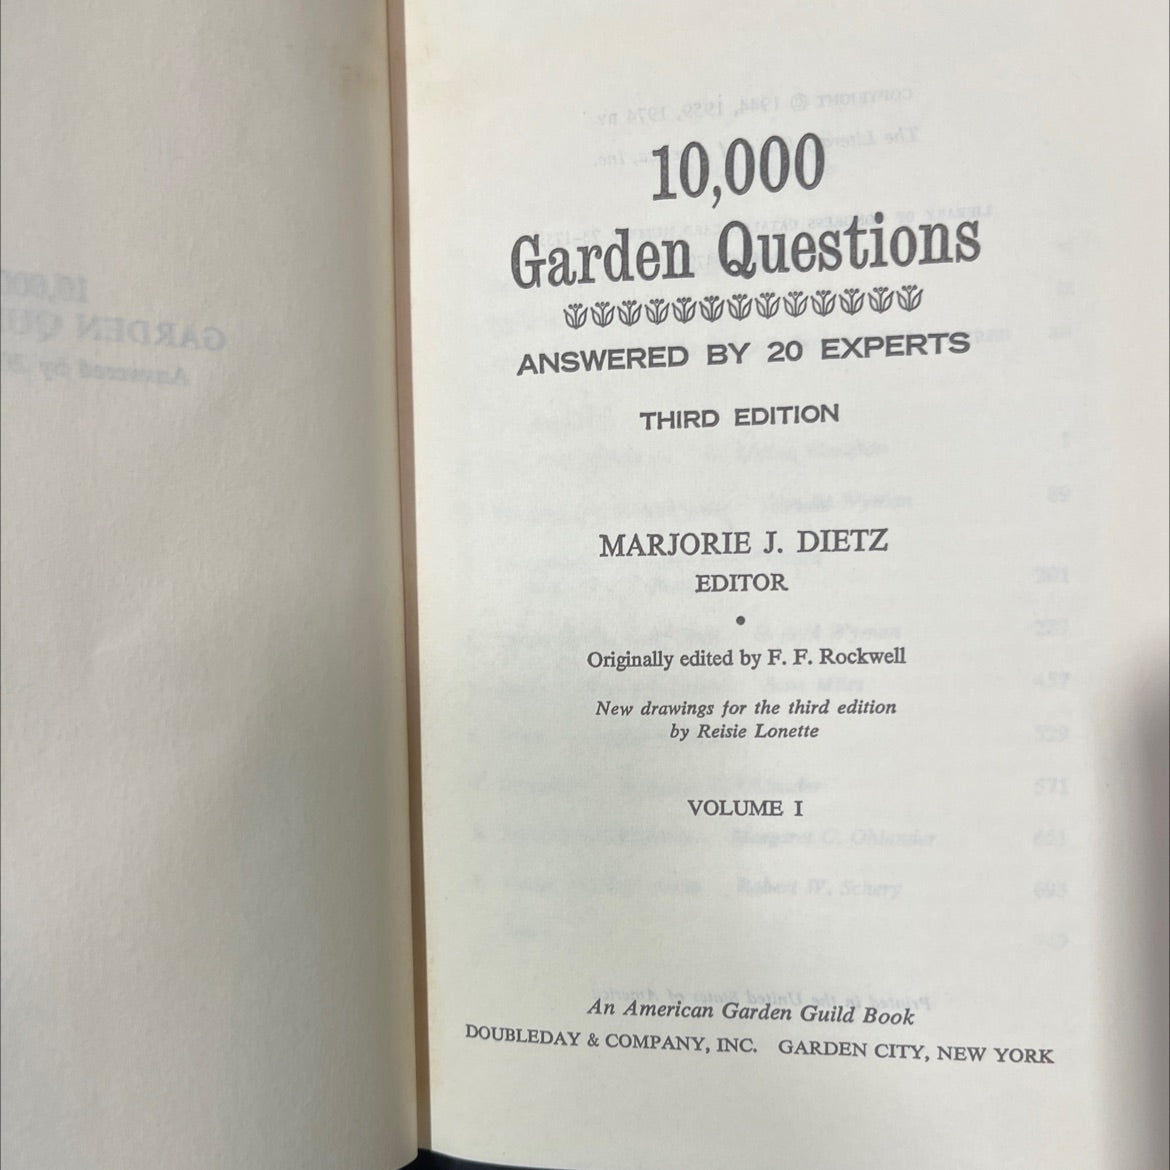 10,000
Garden Questions
ANSWERED BY 20 EXPERTS
THIRD EDITION
MARJORIE J. DIETZ
EDITOR
Originally edited by F. F. Rockwell
New drawings for the third edition
by Reisie Lonette
VOLUME I
An American Garden Guild Book
DOUBLEDAY & COMPANY, INC. GARDEN CITY, NEW YORK